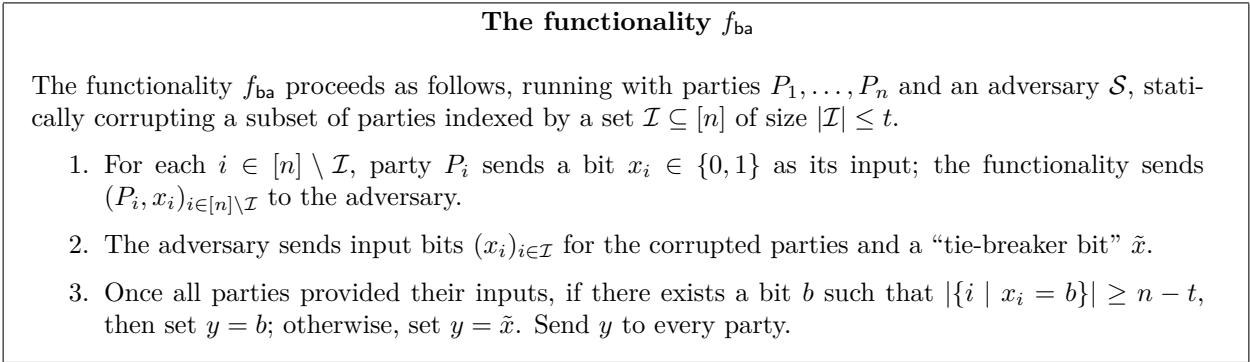 The functionality f_ba
The functionality f_ba proceeds as follows, running with parties P_1, . . . , P_n and an adversary 𝒮, stati-
cally corrupting a subset of parties indexed by a set ℐ ⊆ [n] of size |ℐ| ≤ t.
1. For each i ∈ [n] \ ℐ, party P_i sends a bit x_i ∈ {0, 1} as its input; the functionality sends
(P_i, x_i)_{i∈[n]\ℐ} to the adversary.
2. The adversary sends input bits (x_i)_{i∈ℐ} for the corrupted parties and a “tie-breaker bit” x̃.
3. Once all parties provided their inputs, if there exists a bit b such that |{i | x_i = b}| ≥ n − t,
then set y = b; otherwise, set y = x̃. Send y to every party.